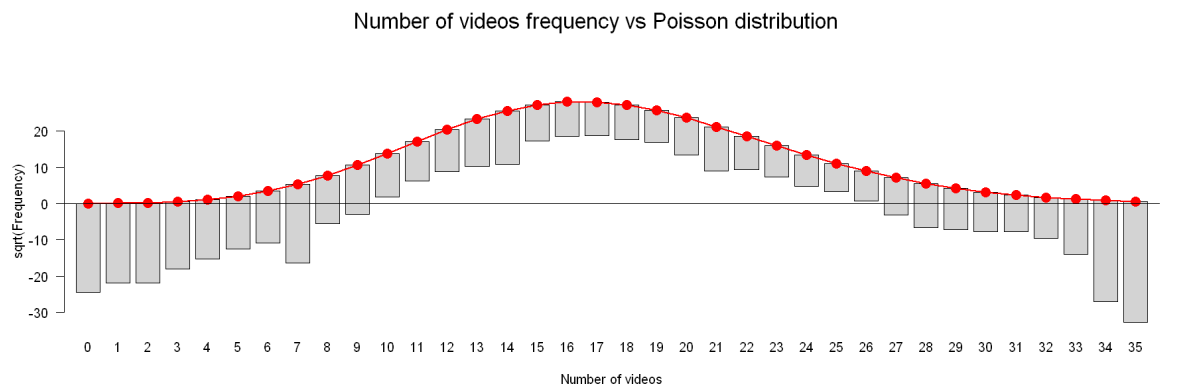 Number of videos frequency vs Poisson distribution
sqrt(Frequency)
20
10
0
-10
-20
-30
0 1 2 3 4 5 6 7 8 9 10 11 12 13 14 15 16 17 18 19 20 21 22 23 24 25 26 27 28 29 30 31 32 33 34 35
Number of videos